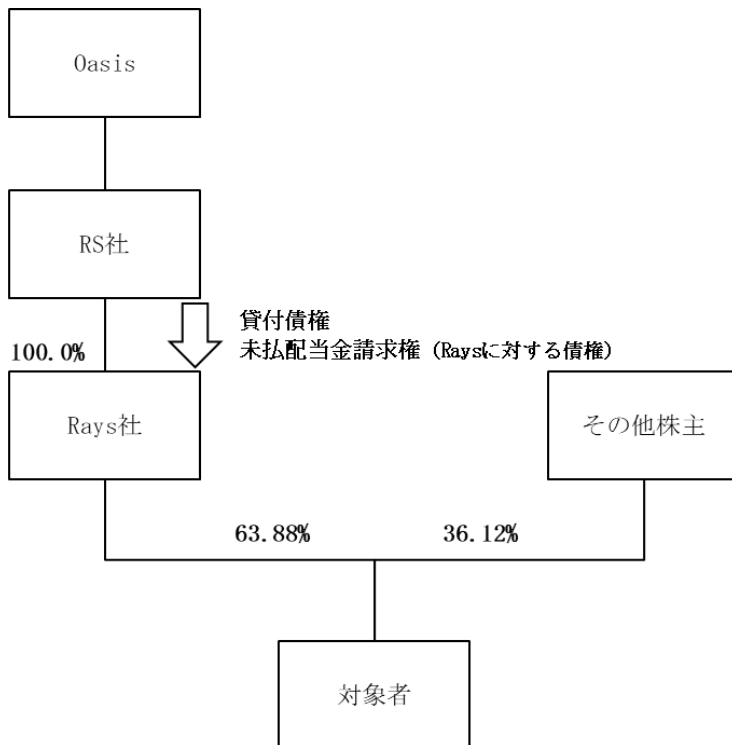 Oasis
RS社
貸付債権
未払配当金請求権 (Raysに対する債権)
100.0%
Rays社
その他株主
63.88%
36.12%
対象者